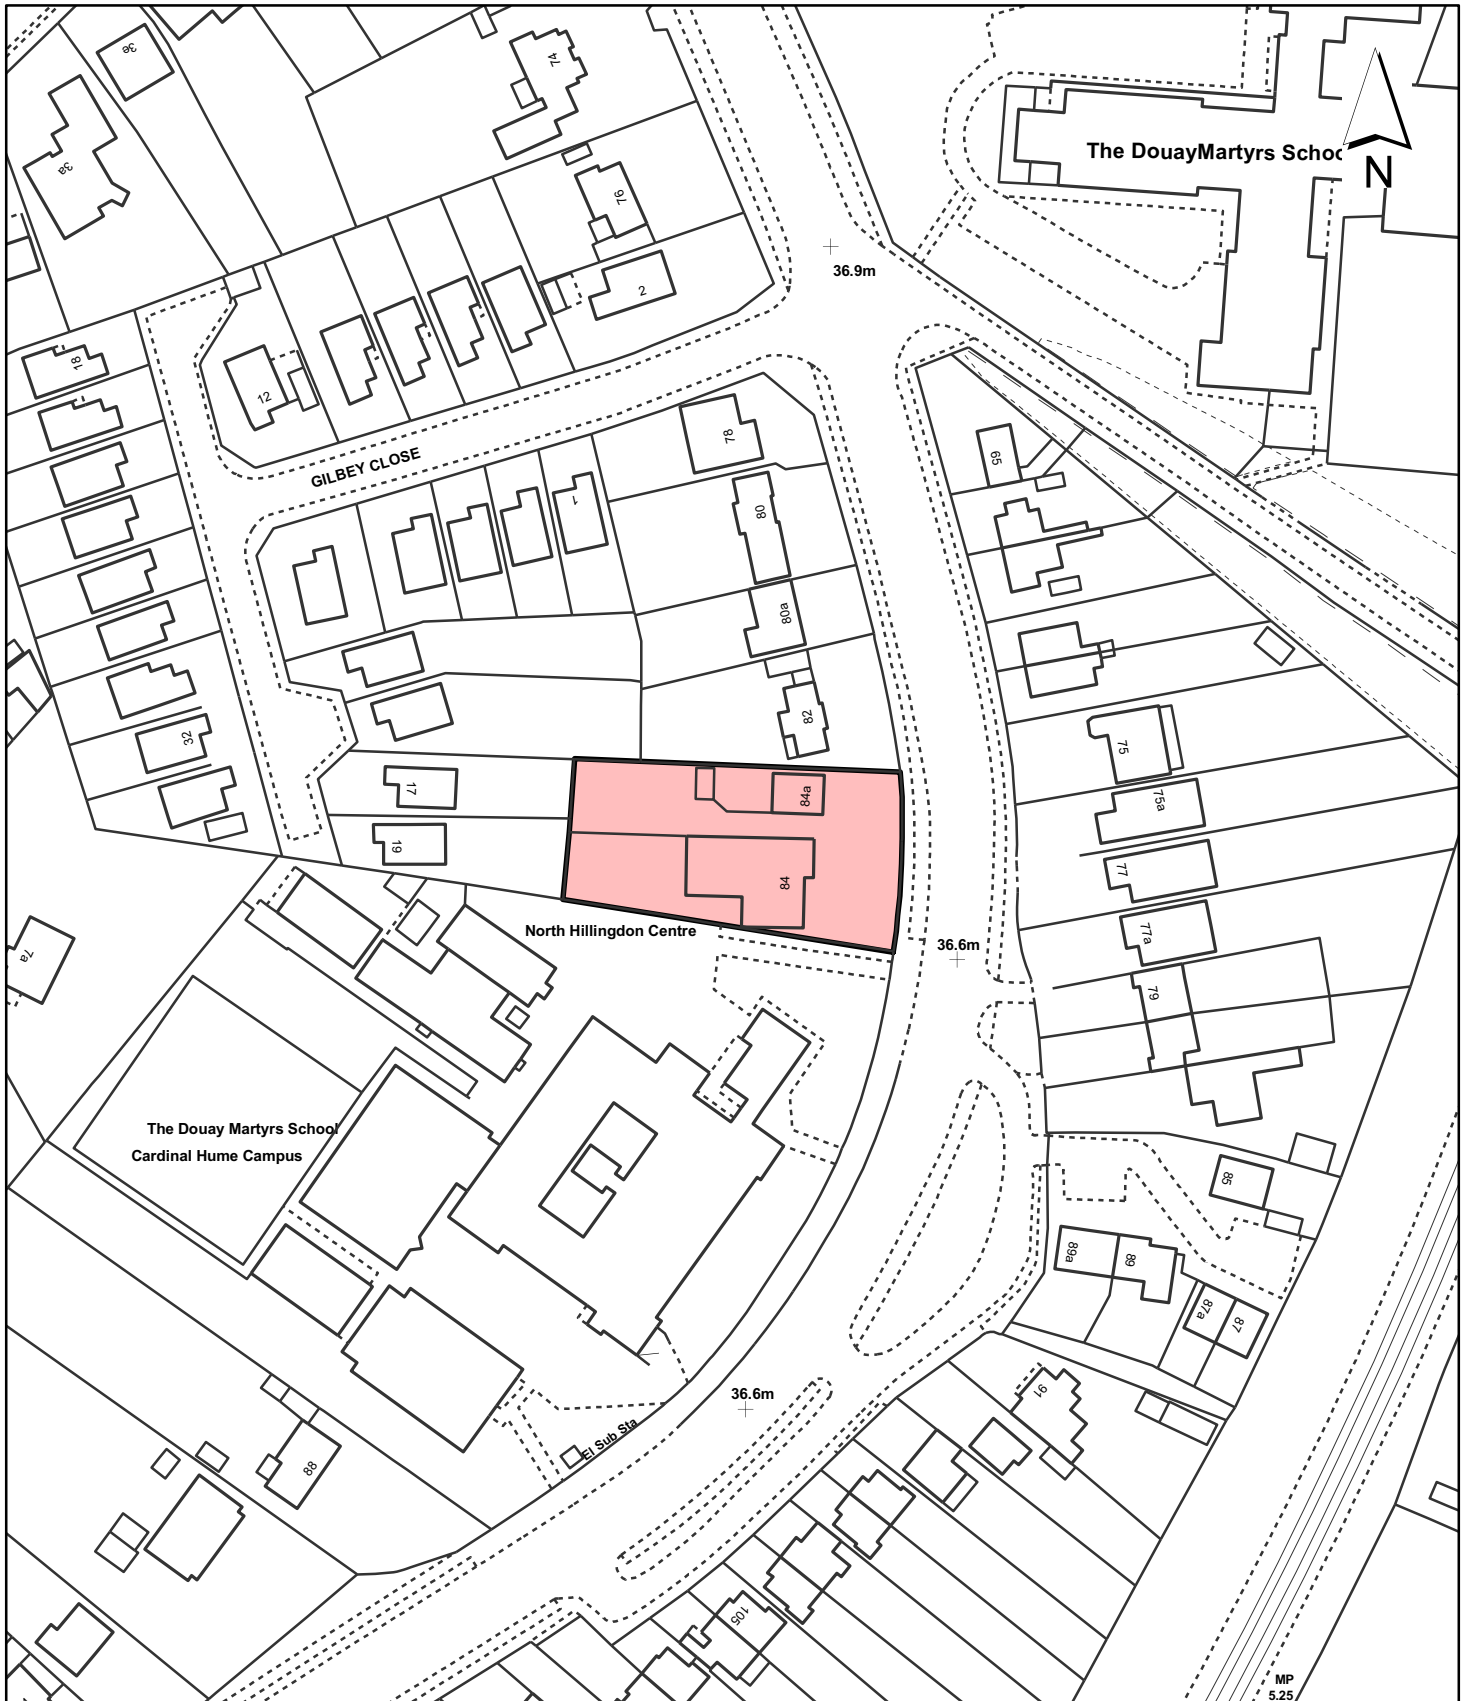 3e
74
3a
The DouayMartyrs Schoo
N
76
36.9m
2
18
12
78
65
GILBEY CLOSE
1
80
80a
82
32
75
17
84a
75a
19
84
77
North Hillingdon Centre
77a
36.6m
7a
79
The Douay Martyrs School
Cardinal Hume Campus
85
89a
89
87a
87
91
36.6m
El Sub Sta
88
105
MP
5.25